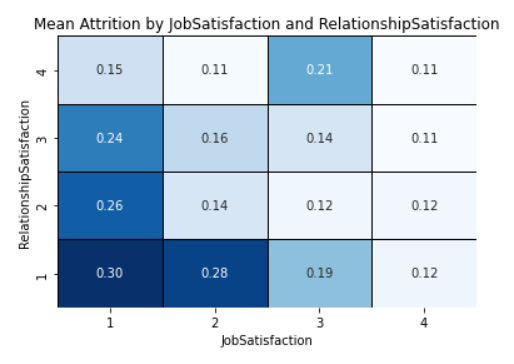 Mean Attrition by JobSatisfaction and RelationshipSatisfaction
RelationshipSatisfaction
4 0.15 0.11 0.21 0.11
3 0.24 0.16 0.14 0.11
2 0.26 0.14 0.12 0.12
1 0.30 0.28 0.19 0.12
1 2 3 4
JobSatisfaction